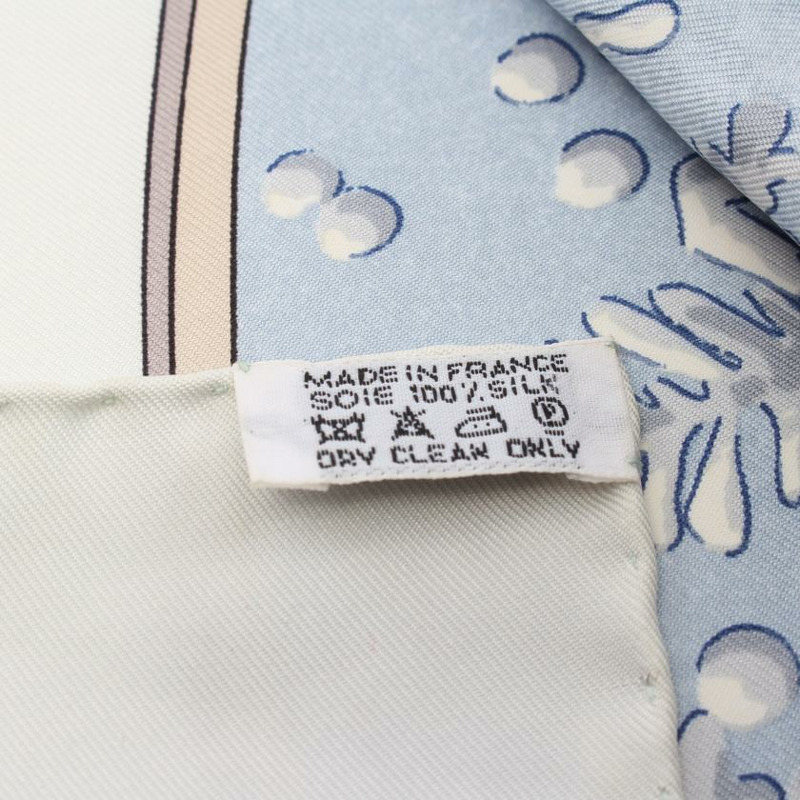 MADE IN FRANCE
SOIE 100% SILK
P
DRY CLEAN ONLY